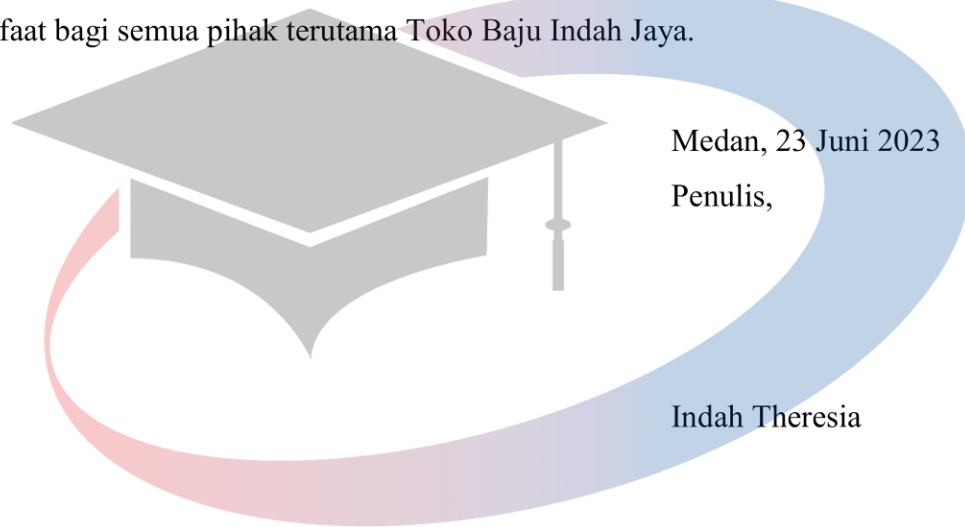 faat bagi semua pihak terutama Toko Baju Indah Jaya.
Medan, 23 Juni 2023
Penulis,
Indah Theresia